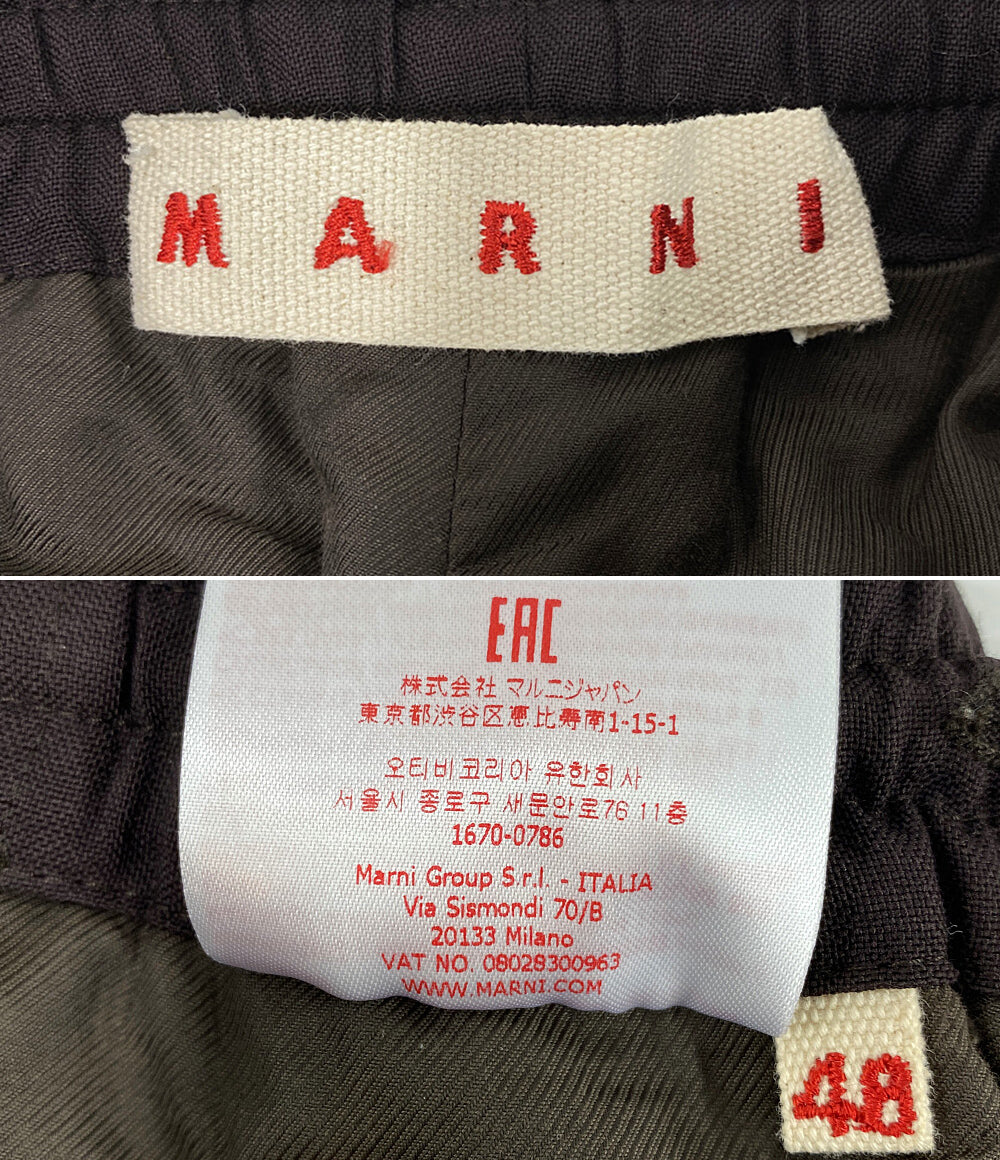 MARNI
EAC
株式会社 マルニジャパン
東京都渋谷区恵比寿南1-15-1
오티비코리아 유한회사
서울시 종로구 새문안로76 11층
1670-0786
Marni Group S.r.l. - ITALIA
Via Sismondi 70/B
20133 Milano
VAT NO. 08028300963
WWW.MARNI.COM
48